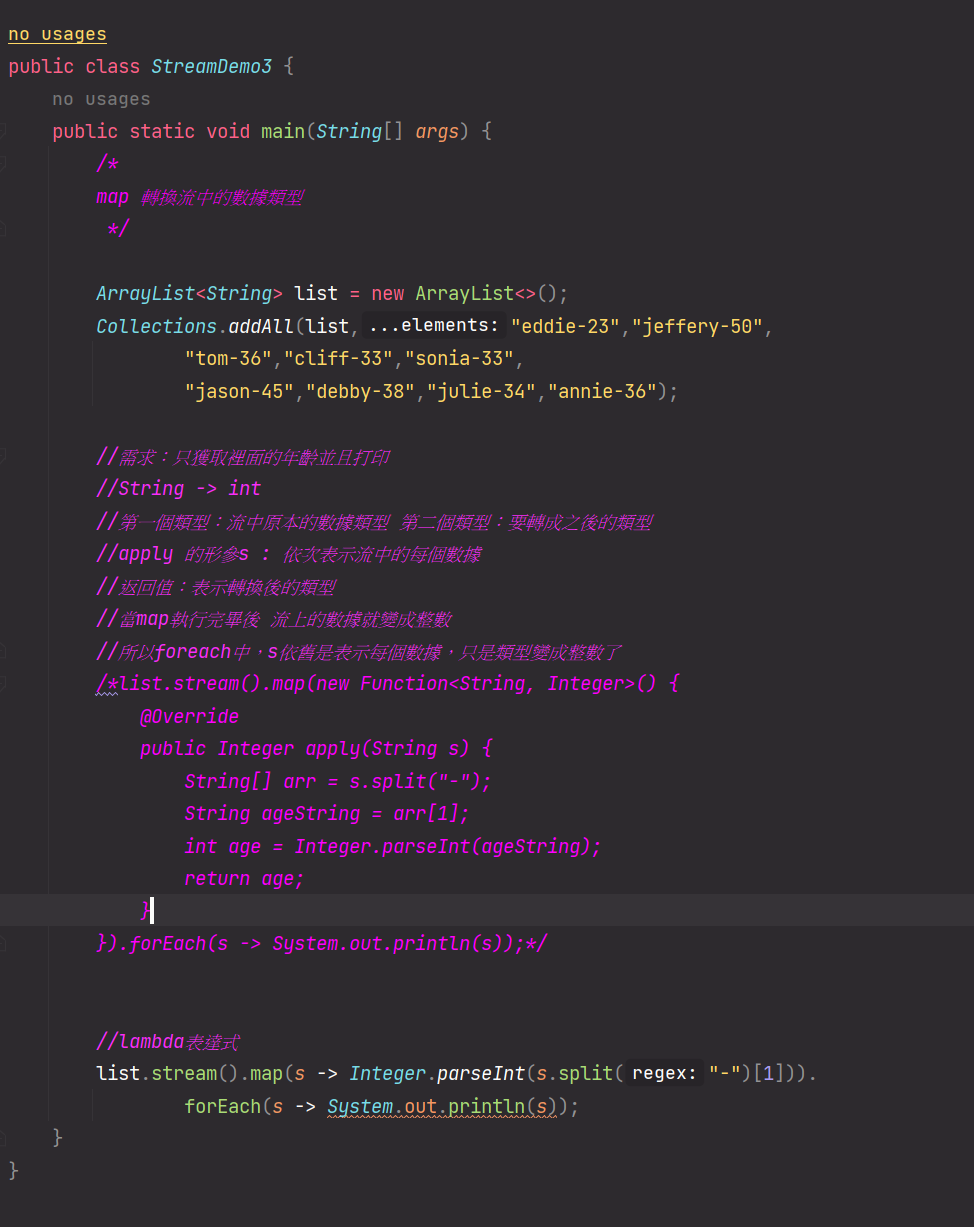 no usages
public class StreamDemo3 {
no usages
public static void main(String[] args) {
/*
map 轉換流中的數據類型
*/
ArrayList<String> list = new ArrayList<>();
Collections.addAll(list, ...elements: "eddie-23","jeffery-50",
"tom-36","cliff-33","sonia-33",
"jason-45","debby-38","julie-34","annie-36");
//需求：只獲取裡面的年齡並且打印
//String -> int
//第一個類型：流中原本的數據類型 第二個類型：要轉成之後的類型
//apply 的形參s : 依次表示流中的每個數據
//返回值：表示轉換後的類型
//當map執行完畢後 流上的數據就變成整數
//所以foreach中，s依舊是表示每個數據，只是類型變成整數了
/*list.stream().map(new Function<String, Integer>() {
@Override
public Integer apply(String s) {
String[] arr = s.split("-");
String ageString = arr[1];
int age = Integer.parseInt(ageString);
return age;
}
}).forEach(s -> System.out.println(s));*/
//lambda表達式
list.stream().map(s -> Integer.parseInt(s.split( regex: "-")[1])).
forEach(s -> System.out.println(s));
}
}